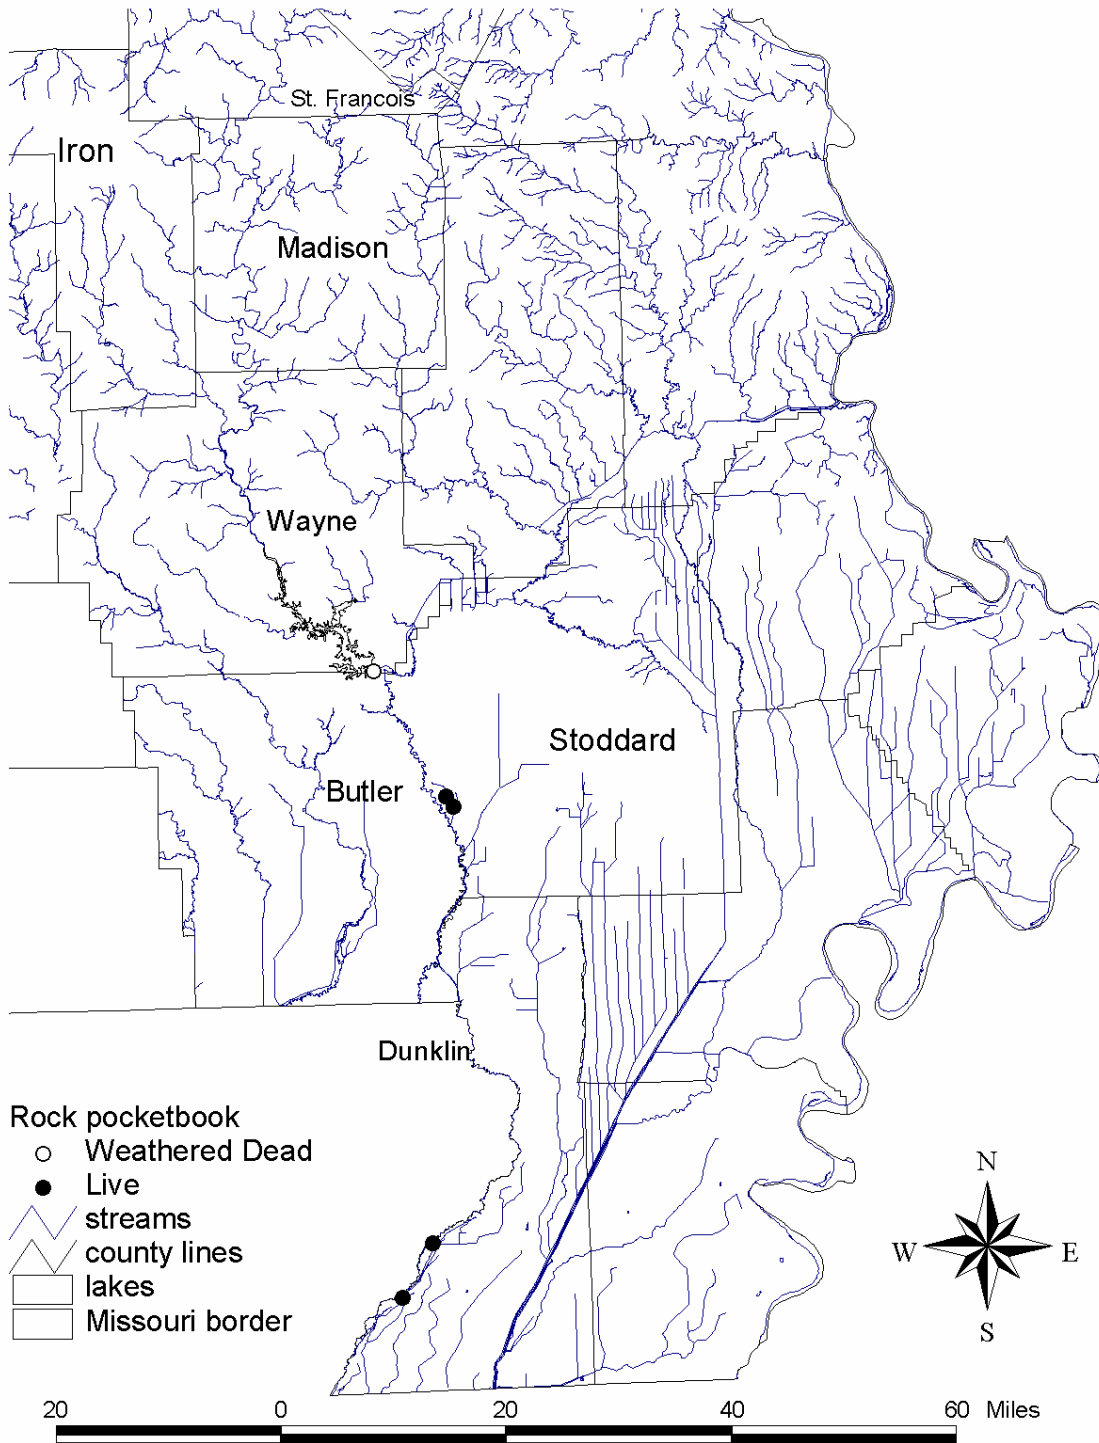 St. Francois
Iron
Madison
Wayne
Stoddard
Butler
Dunklin
Rock pocketbook
Weathered Dead
Live
streams
county lines
lakes
Missouri border
N
W E
S
20 0 20 40 60 Miles